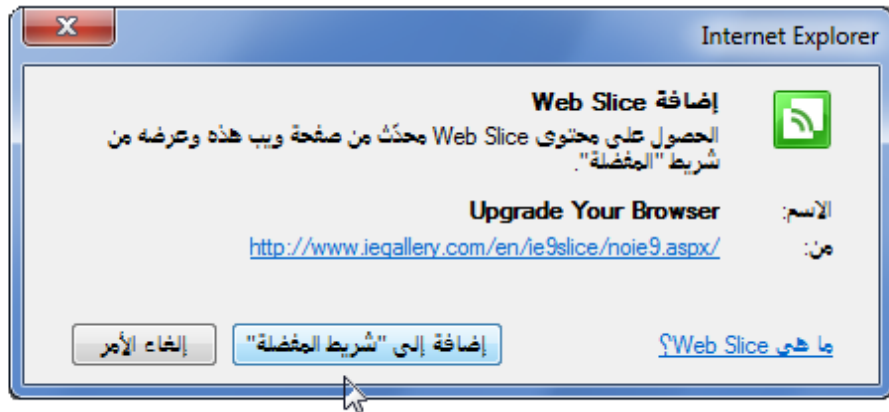 Internet Explorer
إضافة Web Slice
الحصول على محتوى Web Slice محدّث من صفحة ويب هذه وعرضه من
شريط "المفضلة".
الاسم: Upgrade Your Browser
من: http://www.iegallery.com/en/ie9slice/noie9.aspx/
ما هي Web Slice؟ إضافة إلى "شريط المفضلة" إلغاء الأمر